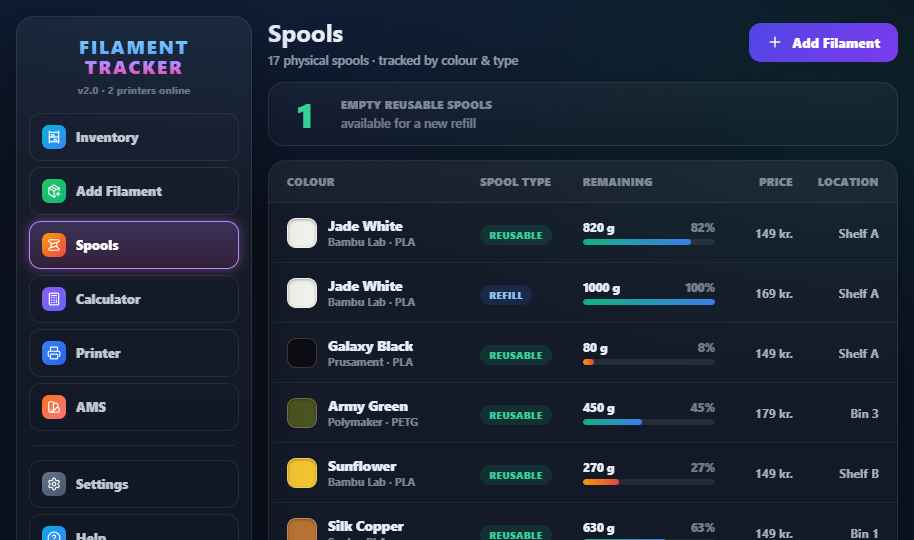 FILAMENT
TRACKER
v2.0 · 2 printers online
Inventory
Add Filament
Spools
Calculator
Printer
AMS
Settings
Help
Spools
17 physical spools · tracked by colour & type
Add Filament
1
EMPTY REUSABLE SPOOLS
available for a new refill
COLOUR SPOOL TYPE REMAINING PRICE LOCATION
Jade White
Bambu Lab · PLA
REUSABLE
820 g 82%
149 kr.
Shelf A
Jade White
Bambu Lab · PLA
REFILL
1000 g 100%
169 kr.
Shelf A
Galaxy Black
Prusament · PLA
REUSABLE
80 g 8%
149 kr.
Shelf A
Army Green
Polymaker · PETG
REUSABLE
450 g 45%
179 kr.
Bin 3
Sunflower
Bambu Lab · PLA
REUSABLE
270 g 27%
149 kr.
Shelf B
Silk Copper
REUSABLE
630 g 63%
149 kr.
Bin 1